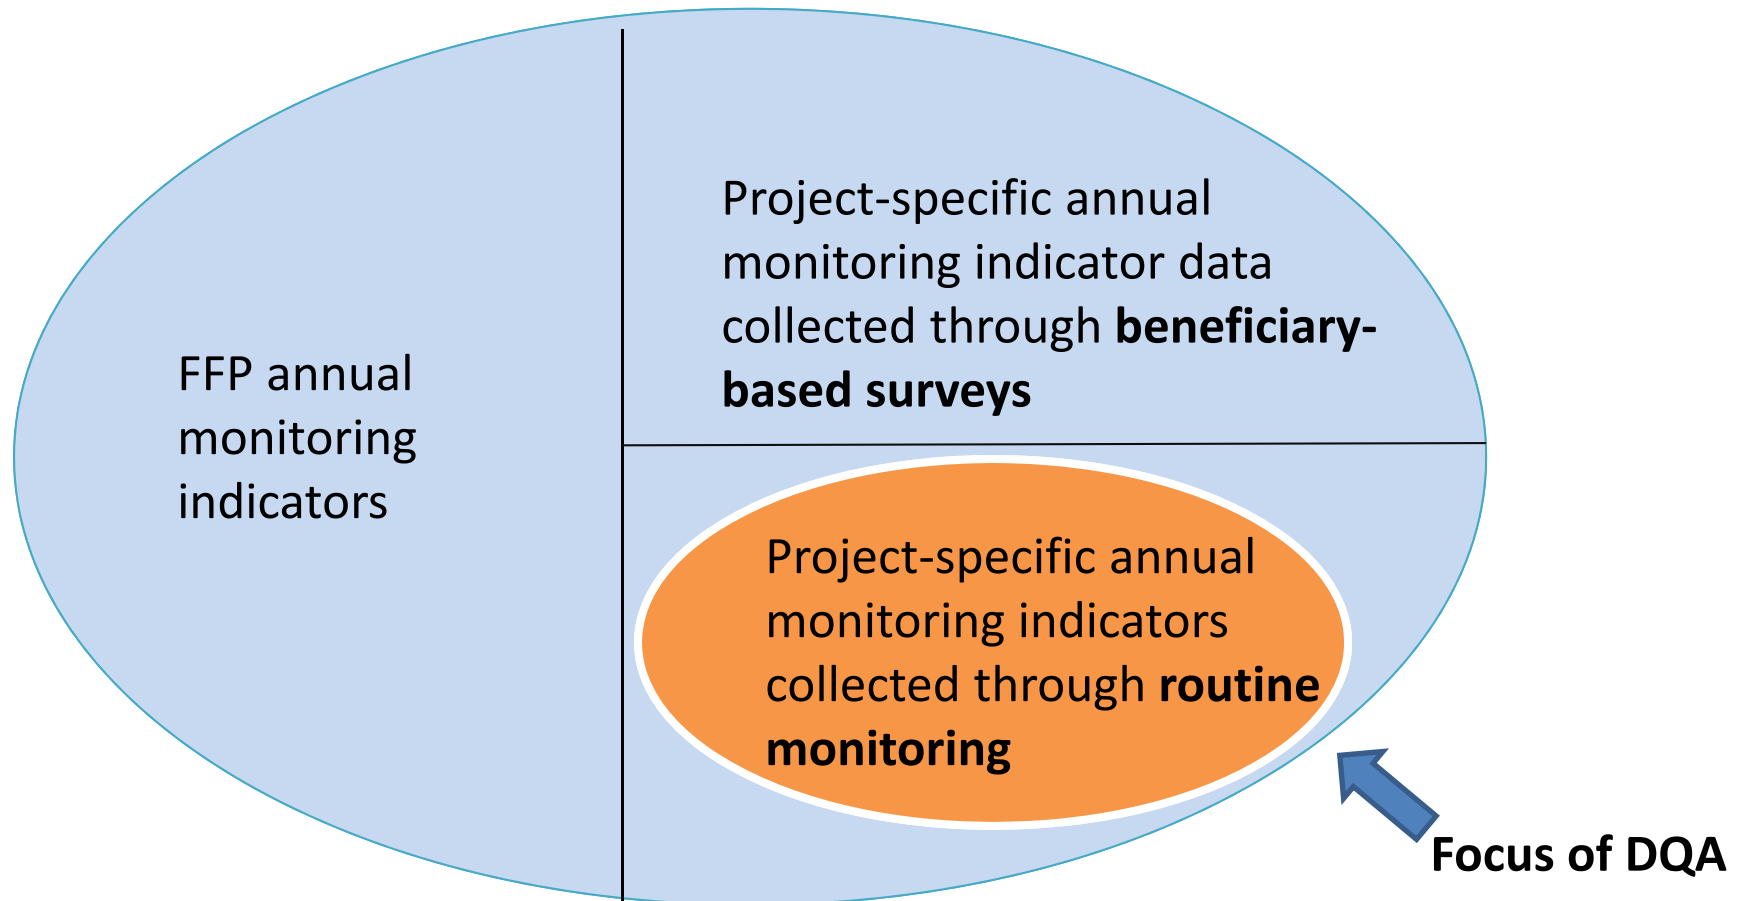 FFP annual
monitoring
indicators
Project-specific annual
monitoring indicator data
collected through beneficiary-
based surveys
Project-specific annual
monitoring indicators
collected through routine
monitoring
Focus of DQA